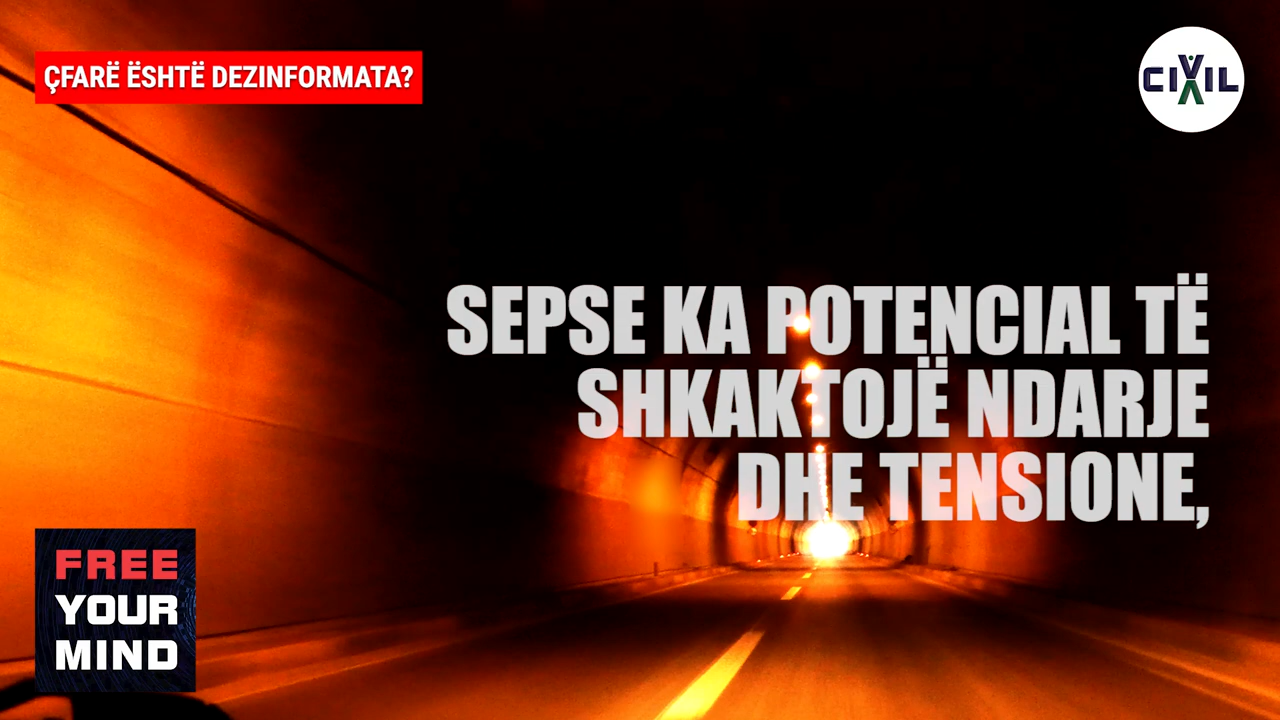 ÇFARË ËSHTË DEZINFORMATA?
CIVIL
SEPSE KA POTENCIAL TË
SHKAKTOJË NDARJE
DHE TENSIONE,
FREE
YOUR
MIND